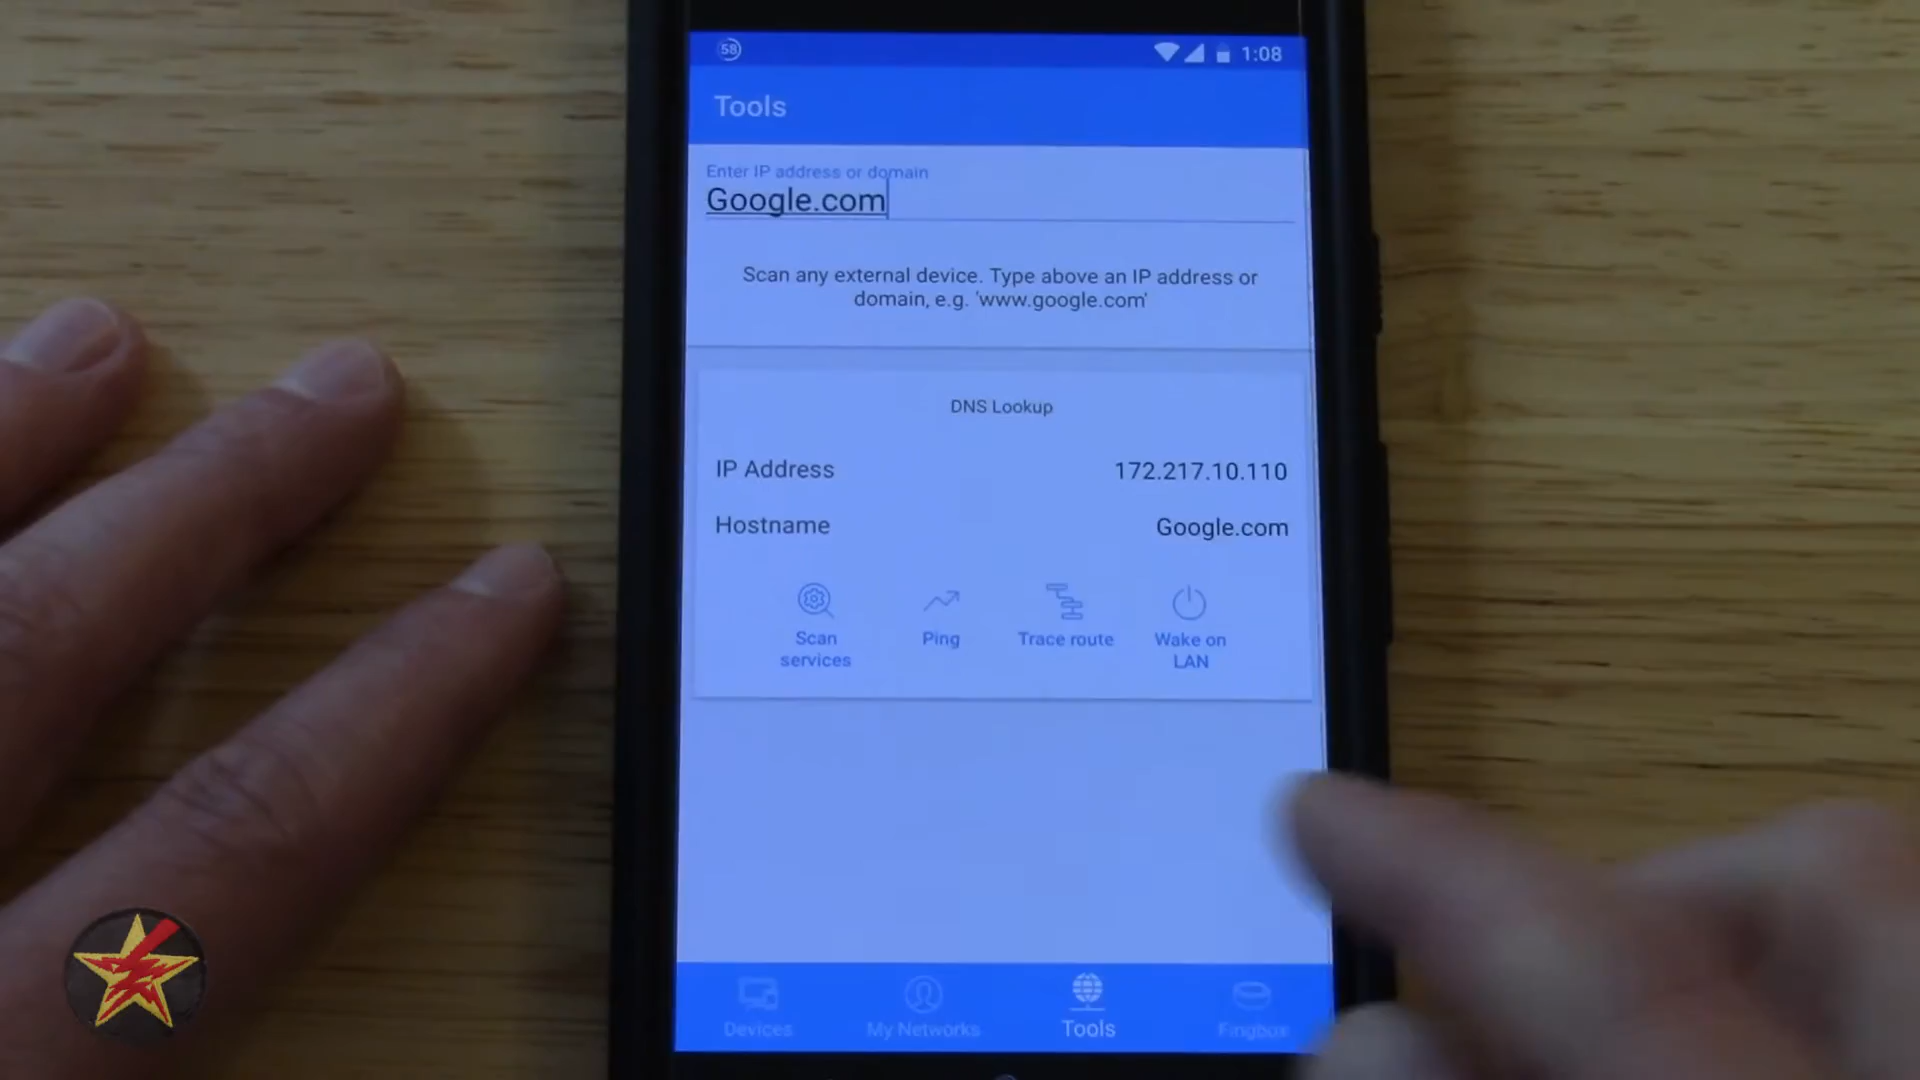 58
1:08
Tools
Enter IP address or domain
Google.com
Scan any external device. Type above an IP address or
domain, e.g. 'www.google.com'
DNS Lookup
IP Address 172.217.10.110
Hostname Google.com
Scan services
Ping
Trace route
Wake on LAN
Devices
My Networks
Tools
Fingbox